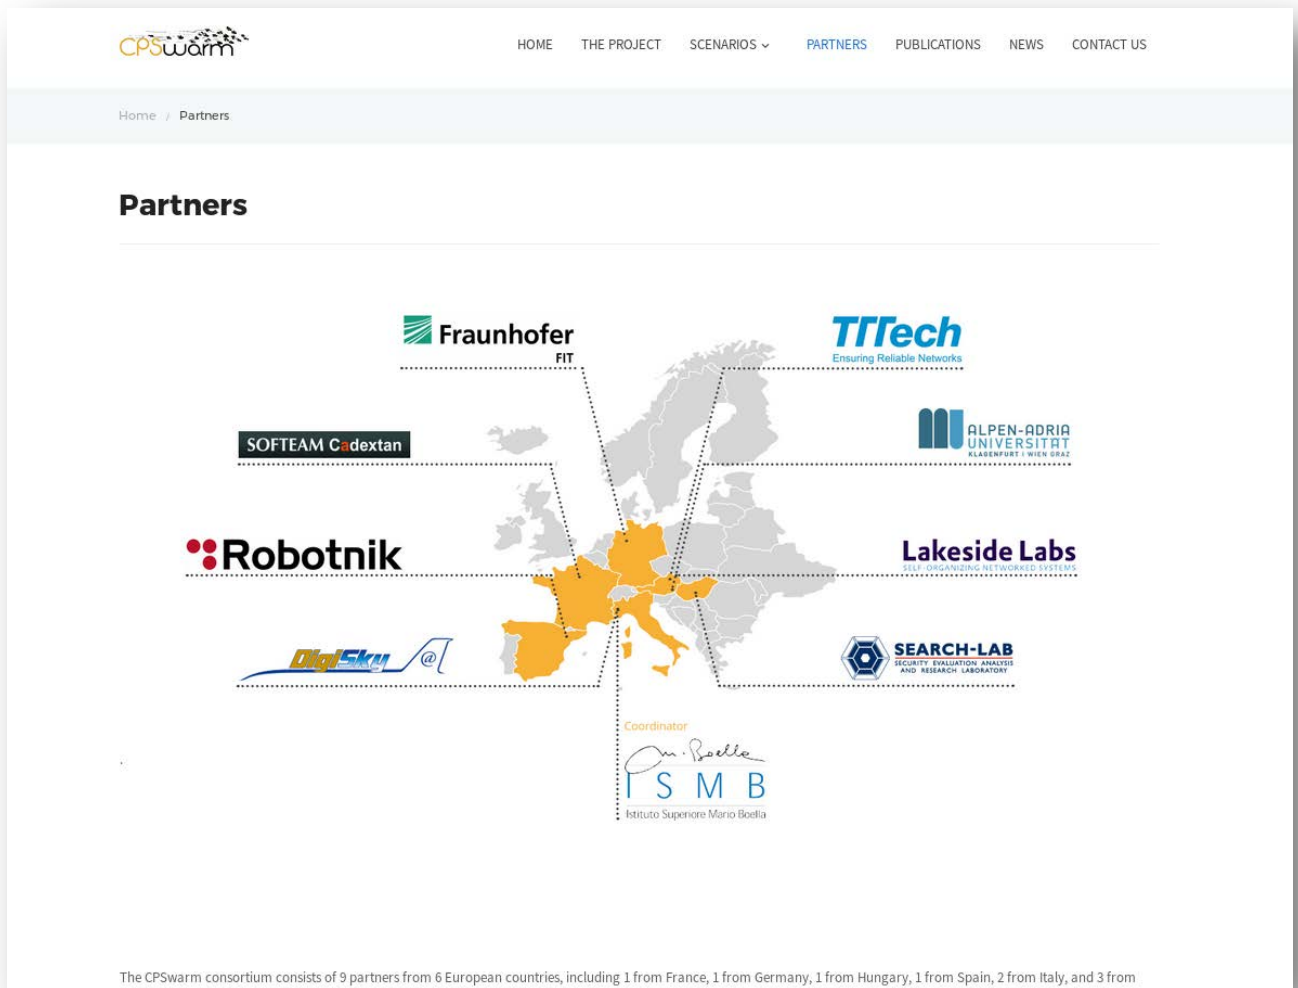 CPSwarm
HOME THE PROJECT SCENARIOS PARTNERS PUBLICATIONS NEWS CONTACT US
Home / Partners
Partners
Fraunhofer
FIT
TTTech
Ensuring Reliable Networks
SOFTEAM Cadextan
ALPEN-ADRIA
UNIVERSITÄT
KLAGENFURT I WIEN GRAZ
Robotnik
Lakeside Labs
SELF-ORGANIZING NETWORKED SYSTEMS
DigiSky @
SEARCH-LAB
SECURITY EVALUATION ANALYSIS
AND RESEARCH LABORATORY
Coordinator
M. Boella
ISMB
Istituto Superiore Mario Boella
.
The CPSwarm consortium consists of 9 partners from 6 European countries, including 1 from France, 1 from Germany, 1 from Hungary, 1 from Spain, 2 from Italy, and 3 from